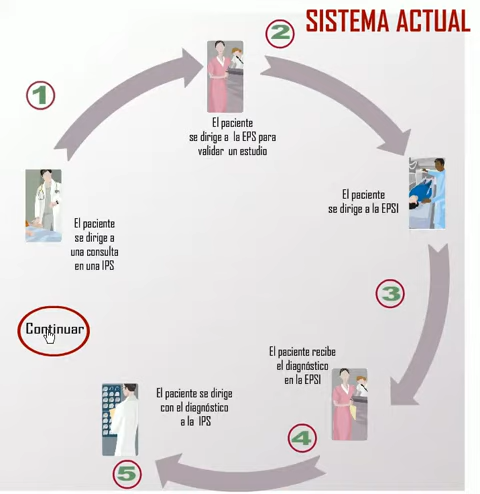 SISTEMA ACTUAL
1
El paciente
se dirige a
una consulta
en una IPS
2
El paciente
se dirige a la EPS para
validar un estudio
El paciente
se dirige a la EPSI
3
El paciente recibe
el diagnóstico
en la EPSI
4
El paciente se dirige
con el diagnóstico
a la IPS
5
Continuar